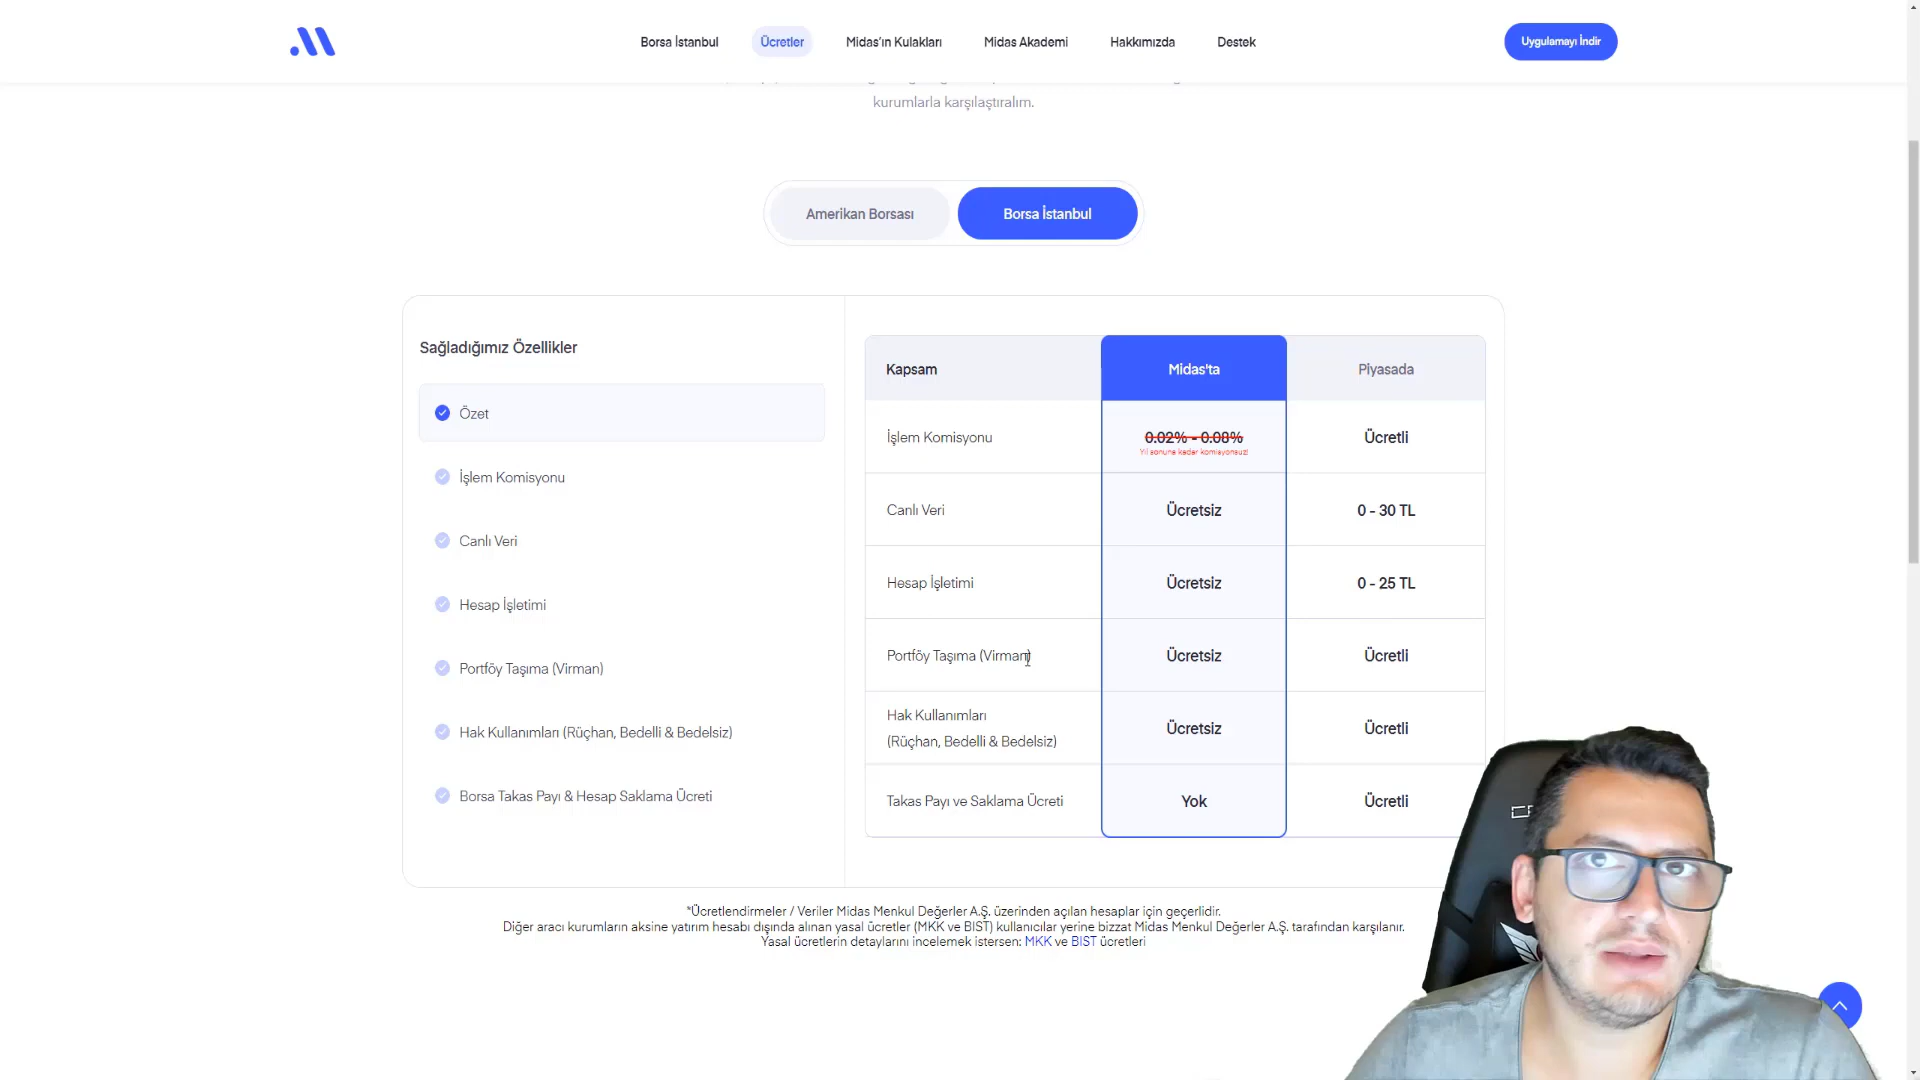 Borsa İstanbul
Ücretler
Midas'ın Kulakları
Midas Akademi
Hakkımızda
Destek
Uygulamayı İndir
kurumlarla karşılaştıralım.
Amerikan Borsası
Borsa İstanbul
Sağladığımız Özellikler
Özet
İşlem Komisyonu
Canlı Veri
Hesap İşletimi
Portföy Taşıma (Virman)
Hak Kullanımları (Rüçhan, Bedelli & Bedelsiz)
Borsa Takas Payı & Hesap Saklama Ücreti
Kapsam Midas'ta Piyasada
İşlem Komisyonu 0.02% - 0.08% Ücretli
Yıl sonuna kadar komisyonsuz!
Canlı Veri Ücretsiz 0 - 30 TL
Hesap İşletimi Ücretsiz 0 - 25 TL
Portföy Taşıma (Virman) Ücretsiz Ücretli
Hak Kullanımları
(Rüçhan, Bedelli & Bedelsiz) Ücretsiz Ücretli
Takas Payı ve Saklama Ücreti Yok Ücretli
*Ücretlendirmeler / Veriler Midas Menkul Değerler A.Ş. üzerinden açılan hesaplar için geçerlidir.
Diğer aracı kurumların aksine yatırım hesabı dışında alınan yasal ücretler (MKK ve BIST) kullanıcılar yerine bizzat Midas Menkul Değerler A.Ş. tarafından karşılanır.
Yasal ücretlerin detaylarını incelemek istersen: MKK ve BIST ücretleri